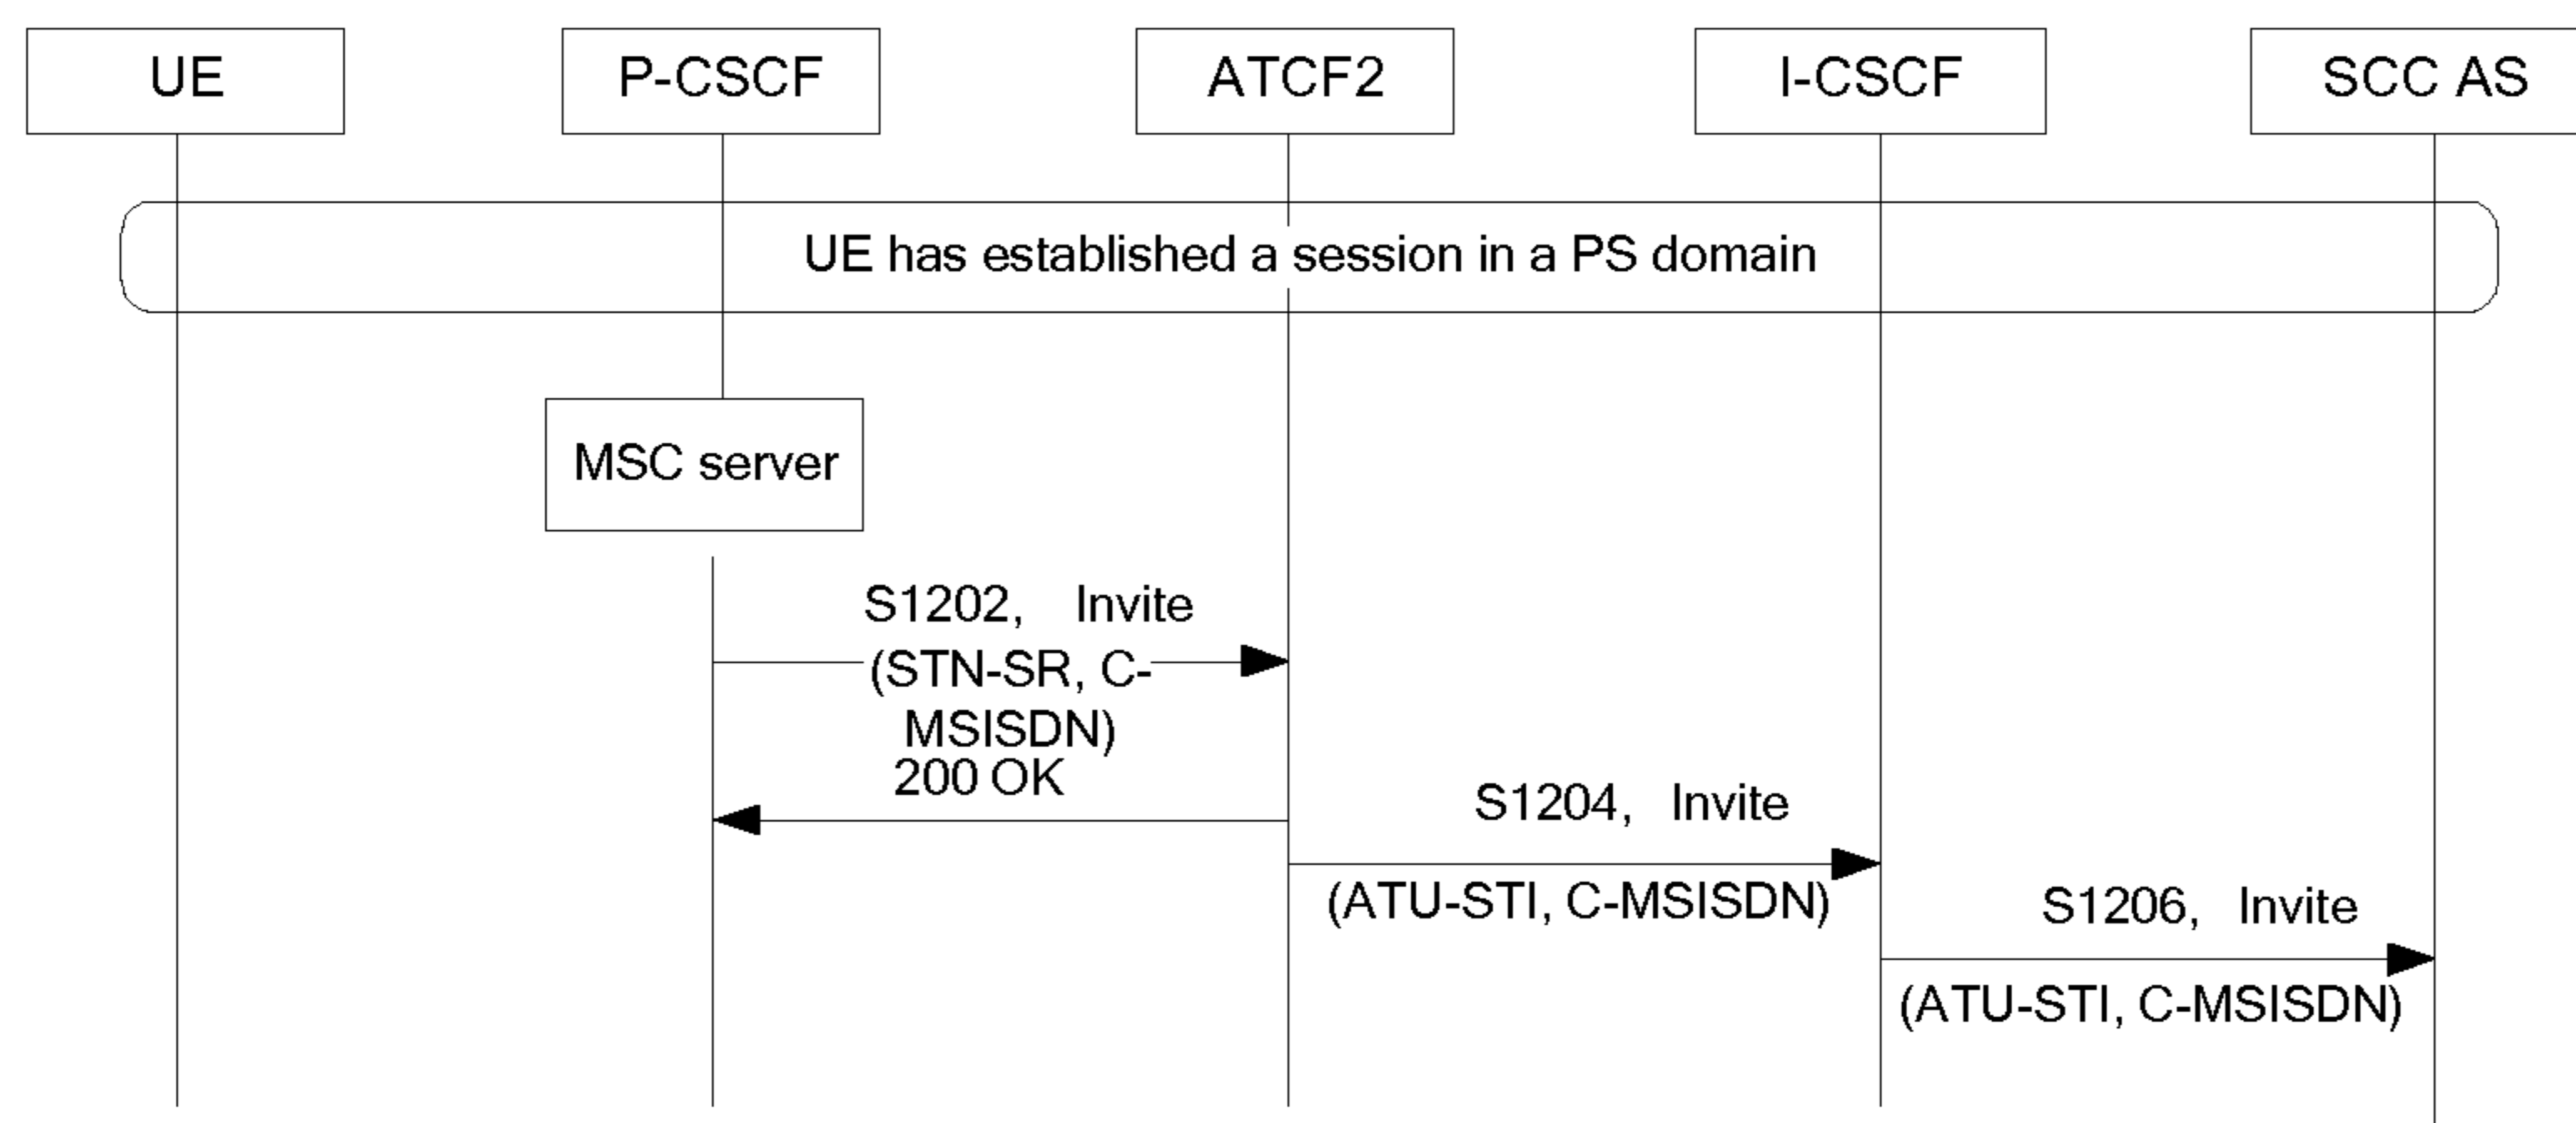 UE
P-CSCF
ATCF2
I-CSCF
SCC AS
UE has established a session in a PS domain
MSC server
S1202, Invite
(STN-SR, C-
MSISDN)
200 OK
S1204, Invite
(ATU-STI, C-MSISDN)
S1206, Invite
(ATU-STI, C-MSISDN)